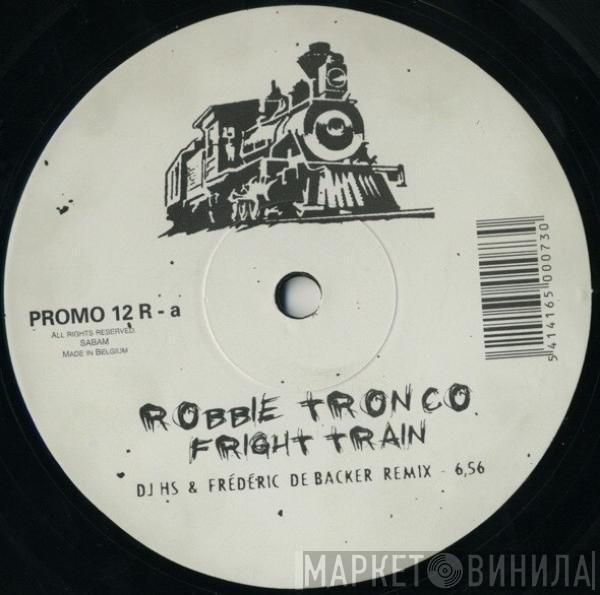 PROMO 12 R - a
ALL RIGHTS RESERVED.
SABAM
MADE IN BELGIUM
5 414165 000730
ROBBIE TRONCO
FRIGHT TRAIN
DJ HS & FRÉDÉRIC DE BACKER REMIX - 6,56
МАРКЕТ ВИНИЛА